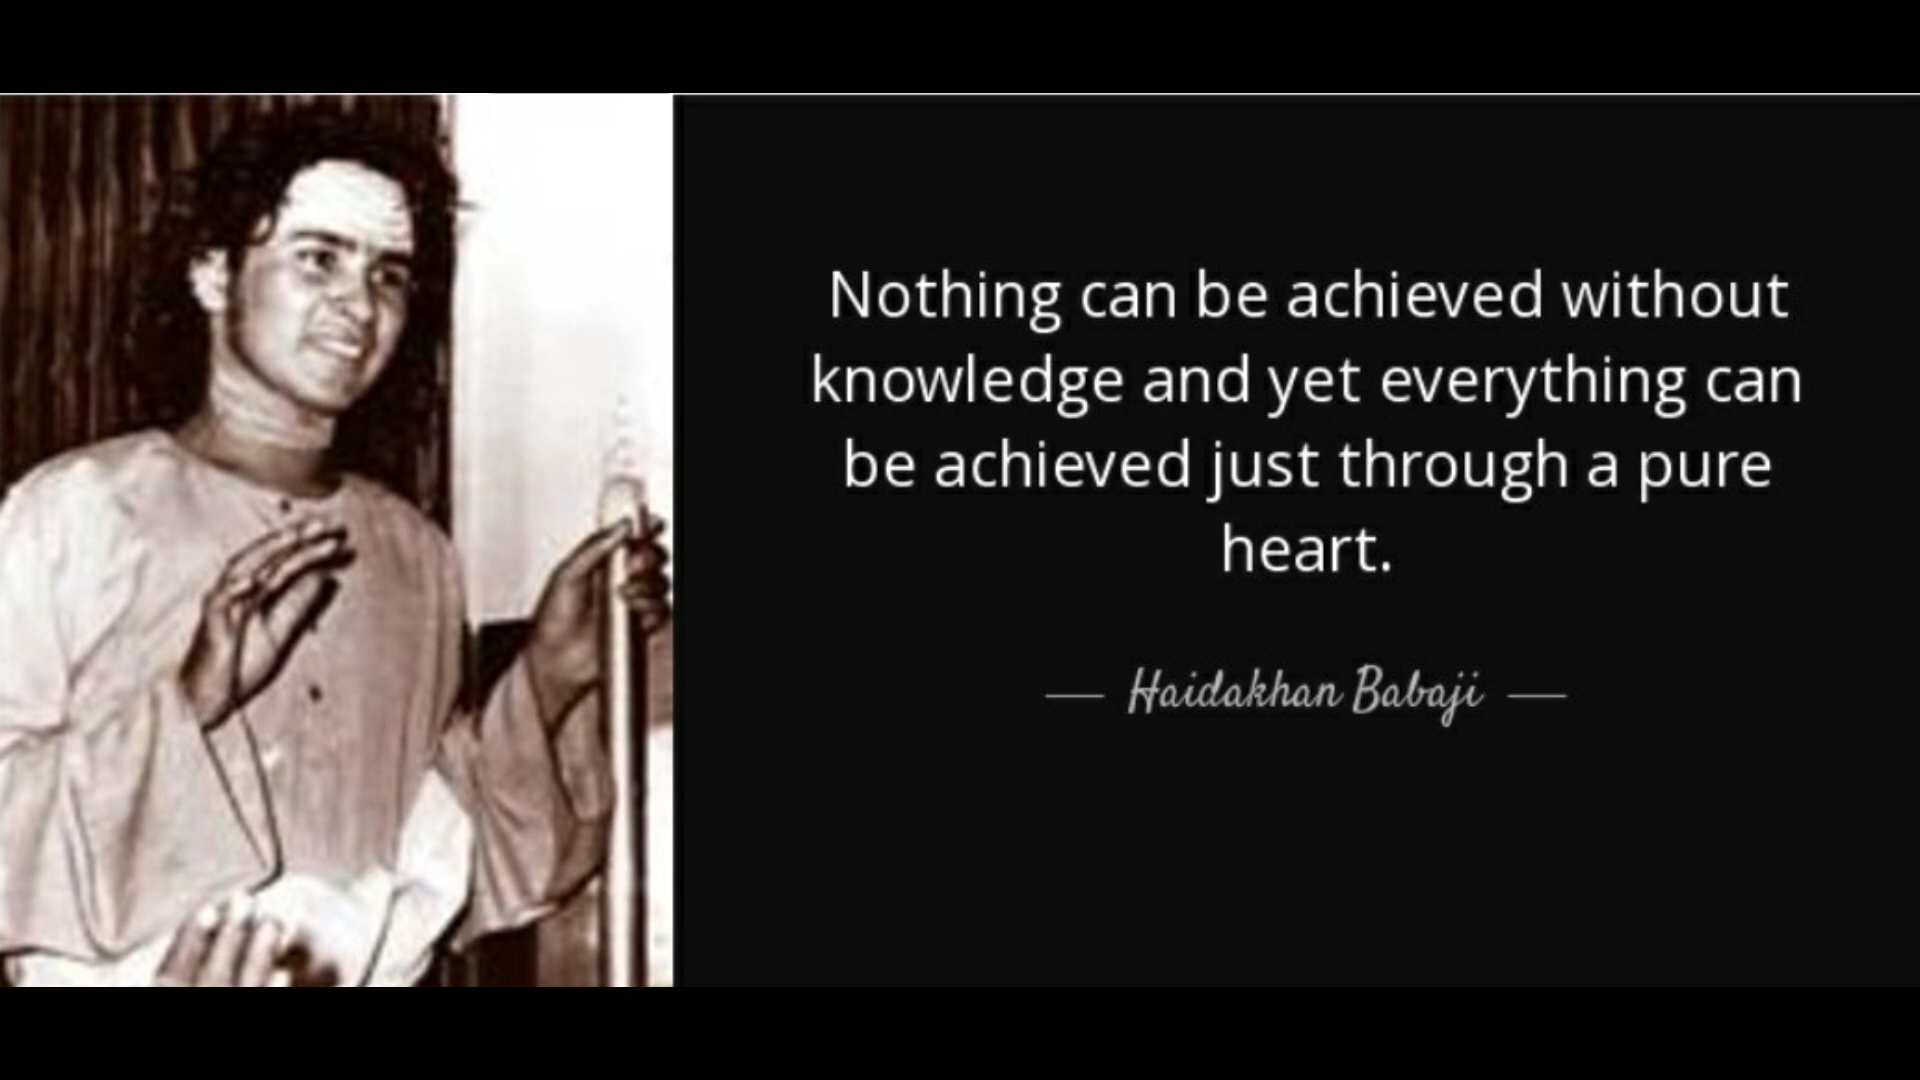 Nothing can be achieved without
knowledge and yet everything can
be achieved just through a pure
heart.
— Haidakhan Babaji —